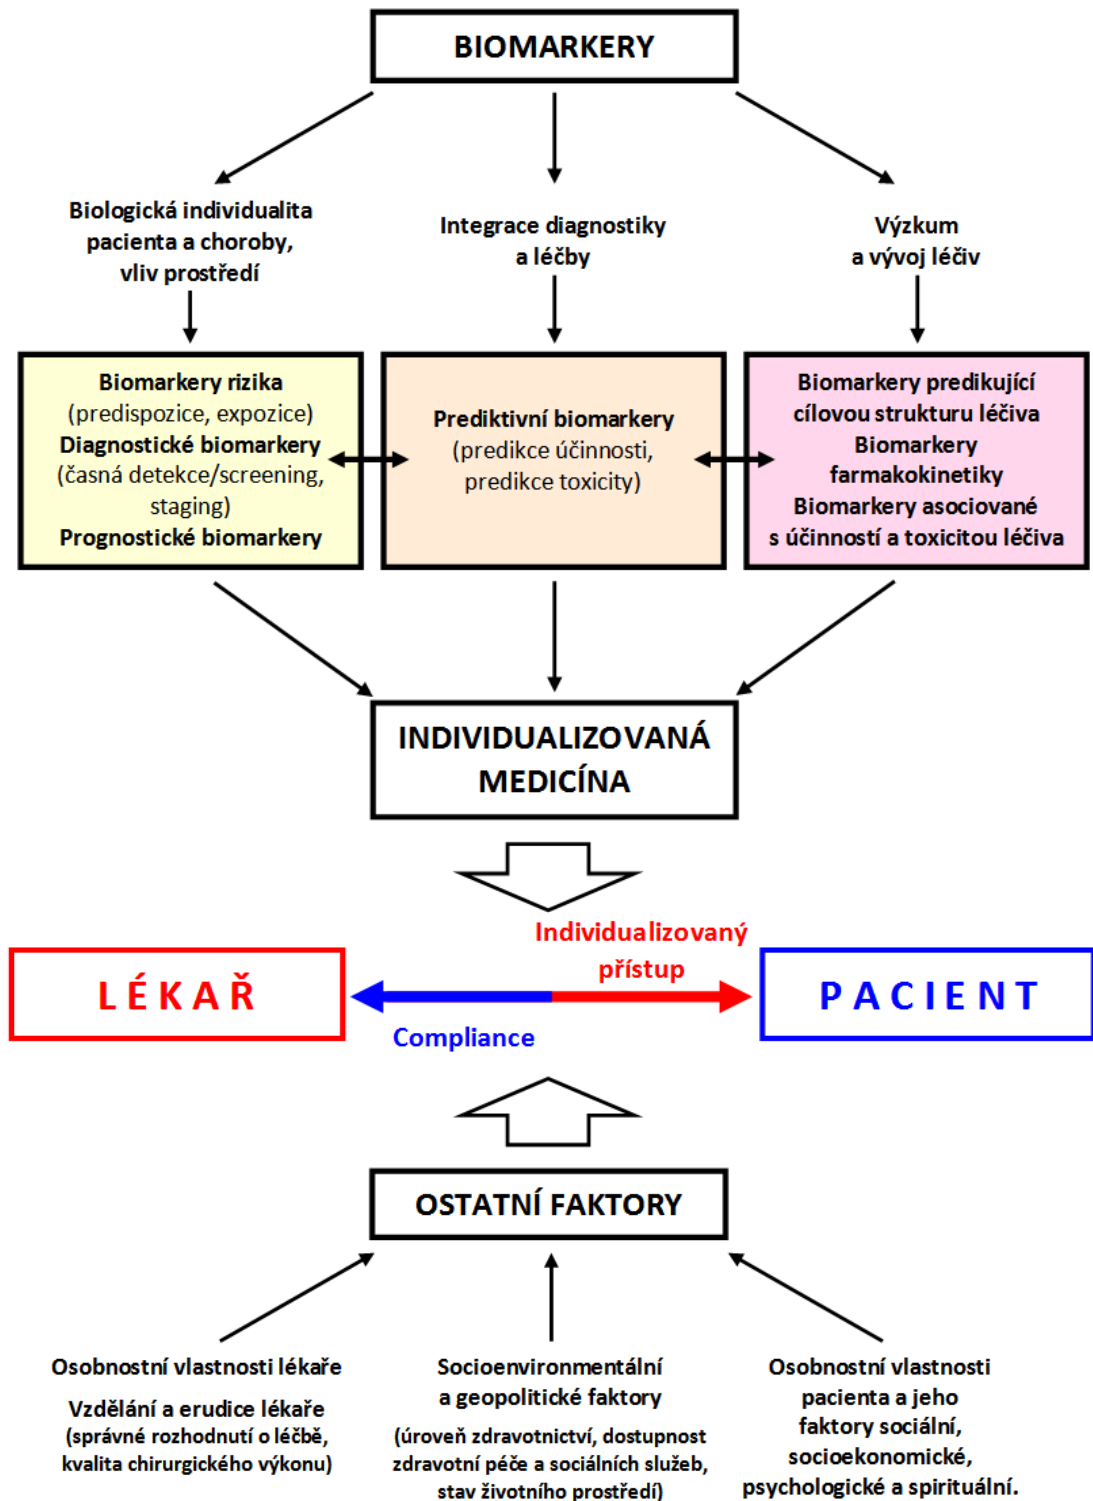 BIOMARKERY
Biologická individualita
pacienta a choroby,
vliv prostředí
Integrace diagnostiky
a léčby
Výzkum
a vývoj léčiv
Biomarkery rizika
(predispozice, expozice)
Diagnostické biomarkery
(časná detekce/screening,
staging)
Prognostické biomarkery
Prediktivní biomarkery
(predikce účinnosti,
predikce toxicity)
Biomarkery predikující
cílovou strukturu léčiva
Biomarkery
farmakokinetiky
Biomarkery asociované
s účinností a toxicitou léčiva
INDIVIDUALIZOVANÁ
MEDICÍNA
Individualizovaný
přístup
LÉKAŘ
PACIENT
Compliance
OSTATNÍ FAKTORY
Osobnostní vlastnosti lékaře
Vzdělání a erudice lékaře
(správné rozhodnutí o léčbě,
kvalita chirurgického výkonu)
Socioenvironmentální
a geopolitické faktory
(úroveň zdravotnictví, dostupnost
zdravotní péče a sociálních služeb,
stav životního prostředí)
Osobnostní vlastnosti
pacienta a jeho
faktory sociální,
socioekonomické,
psychologické a spirituální.